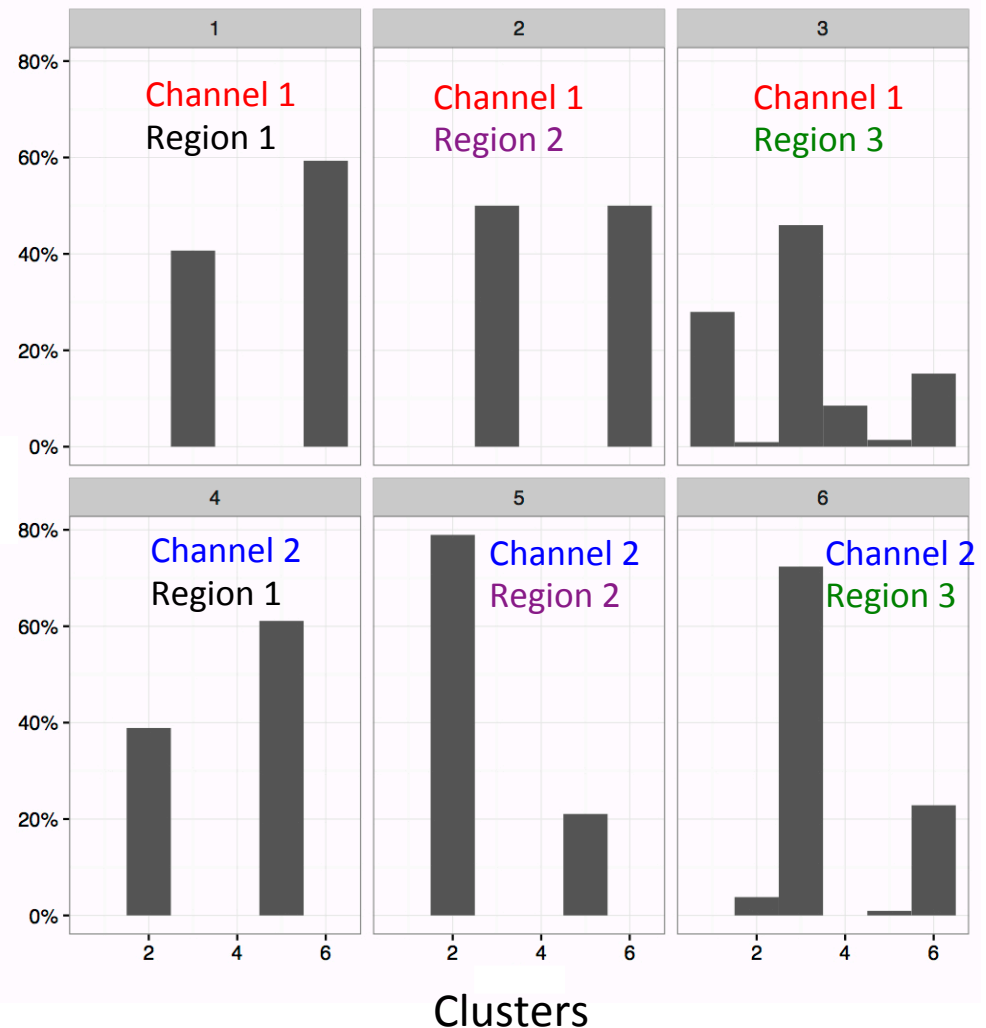 1 2 3
80%
60%
40%
20%
0%
Channel 1
Region 1
Channel 1
Region 2
Channel 1
Region 3
4 5 6
80%
60%
40%
20%
0%
Channel 2
Region 1
Channel 2
Region 2
Channel 2
Region 3
2 4 6 2 4 6 2 4 6
Clusters